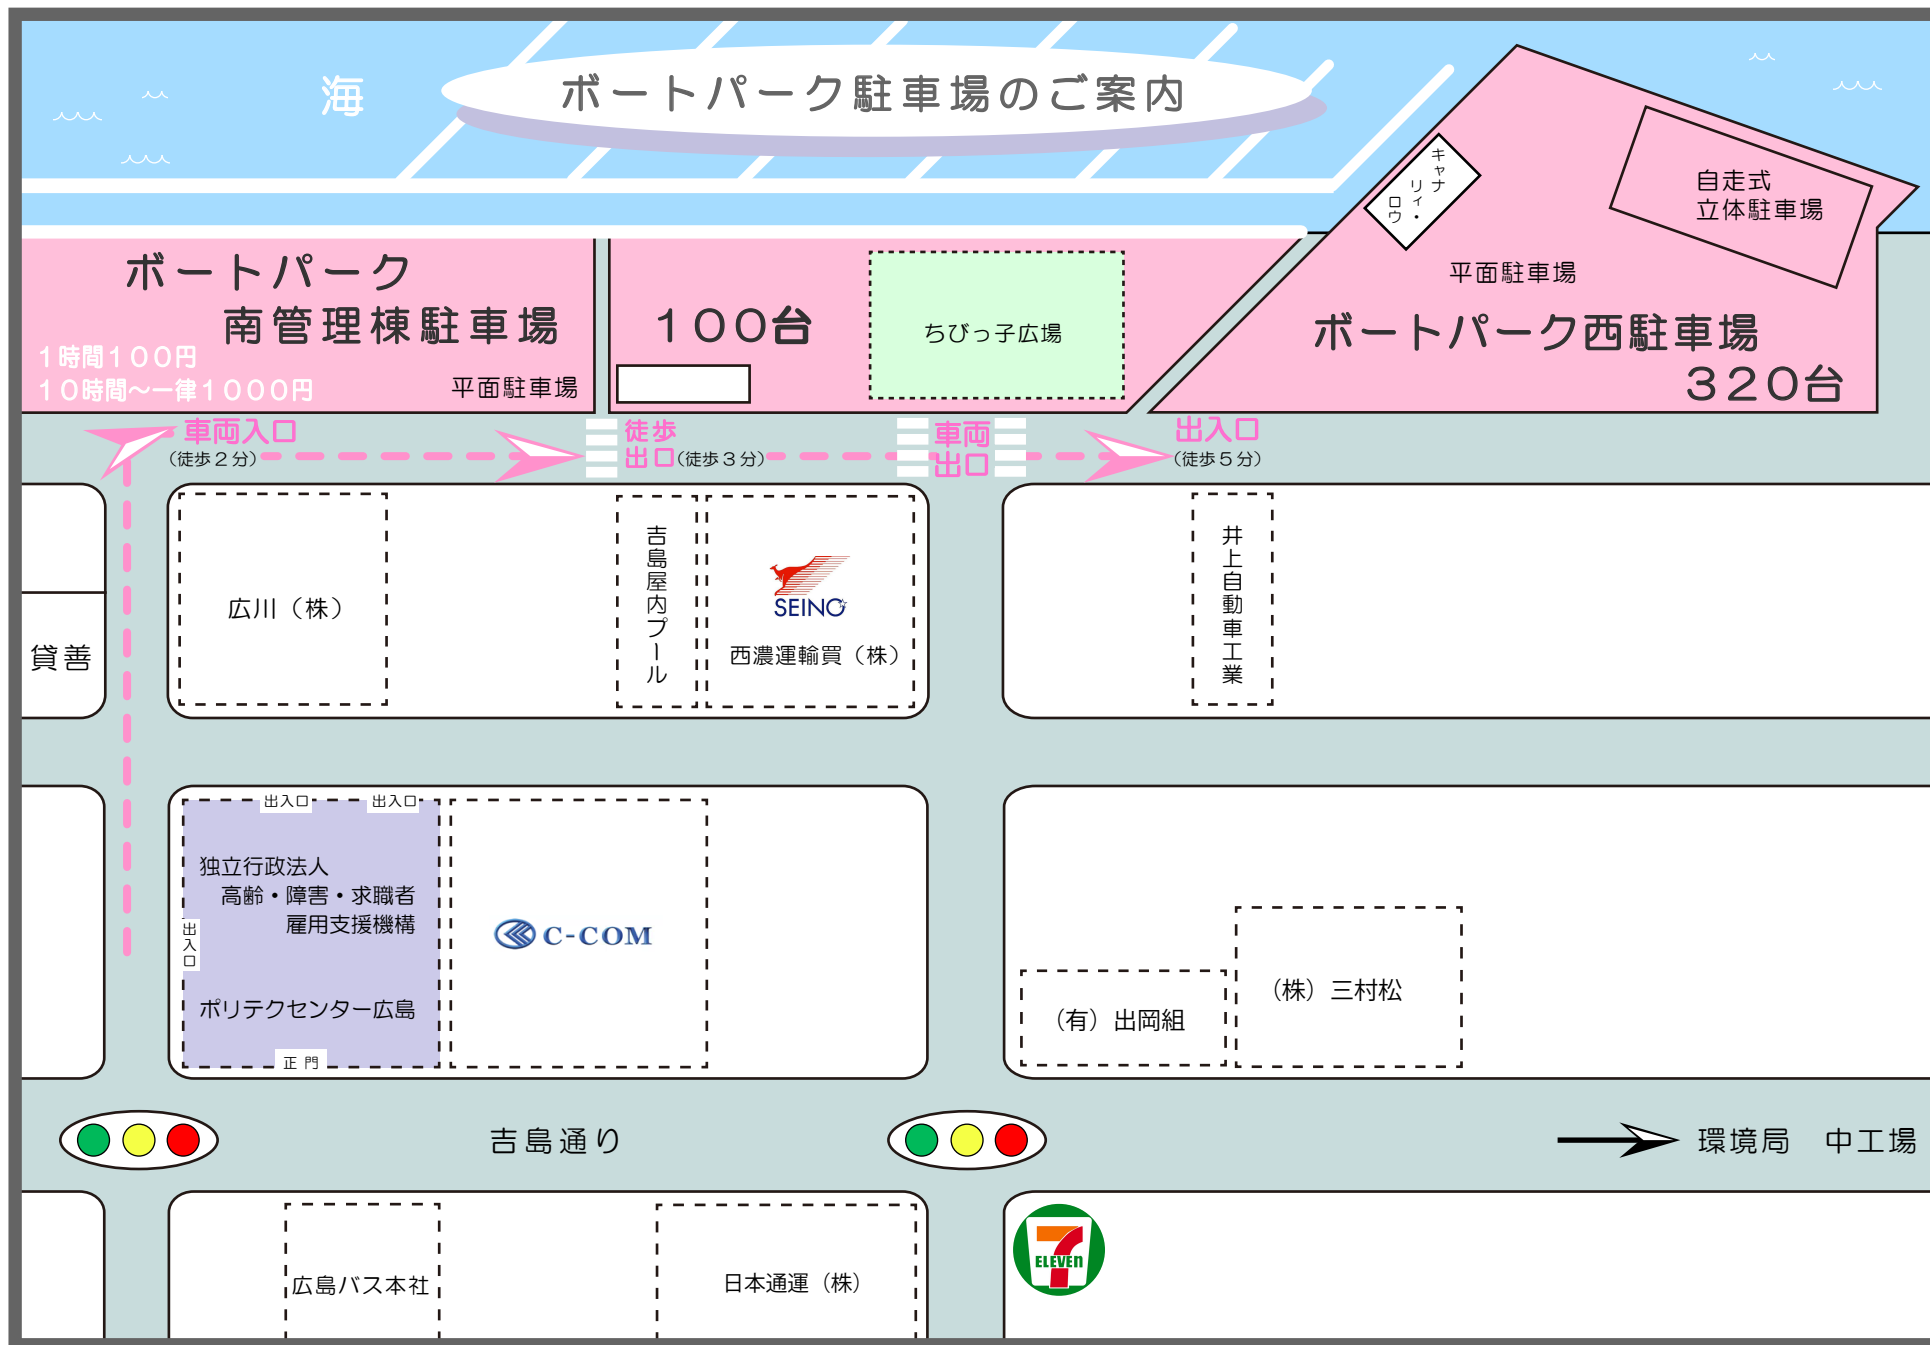 海
ボートパーク駐車場のご案内
キャナ
リィ・
ロウ
自走式
立体駐車場
平面駐車場
ボートパーク西駐車場
320台
ボートパーク
南管理棟駐車場
1時間100円
10時間～一律1000円
平面駐車場
100台
ちびっ子広場
車両入口
(徒歩2分)
徒歩
出口(徒歩3分)
車両
出口
出入口
(徒歩5分)
貸善
広川（株）
吉島屋内プール
SEINO
西濃運輸買（株）
井上自動車工業
出入口
出入口
独立行政法人
高齢・障害・求職者
雇用支援機構
出入口
ポリテクセンター広島
正門
C-COM
（有）出岡組
（株）三村松
吉島通り
環境局　中工場
広島バス本社
日本通運（株）
7
ELEVEn